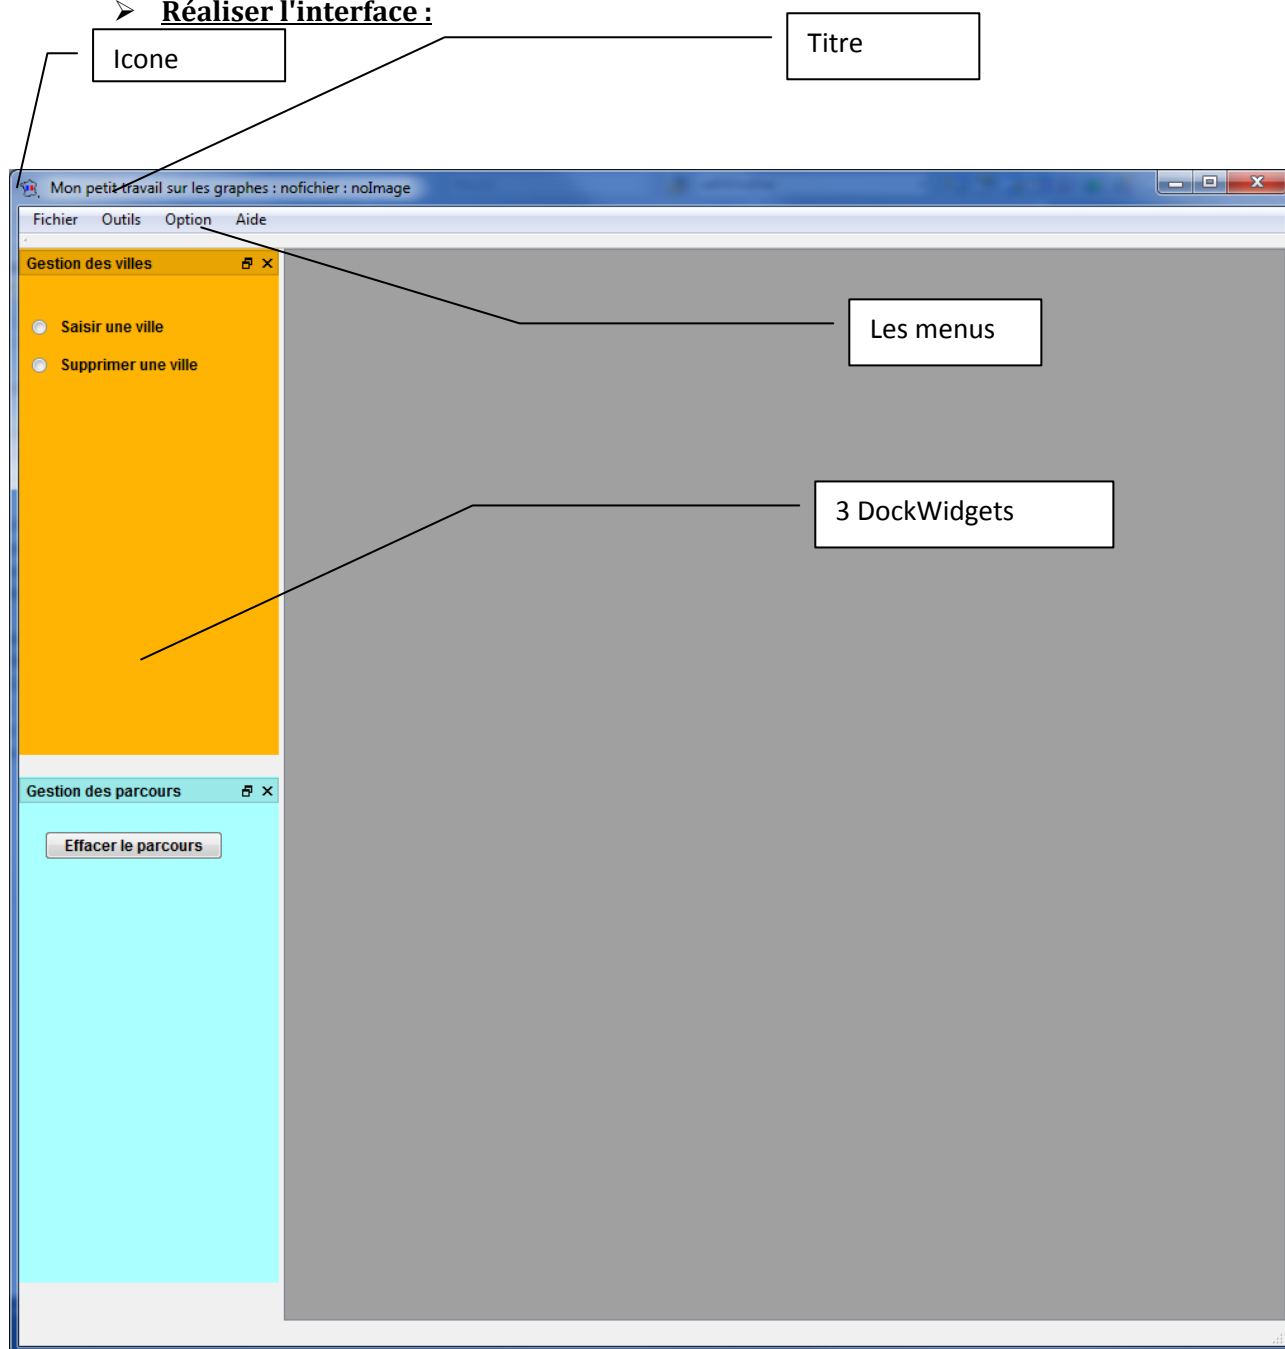 ➢ Réaliser l'interface :
Icone
Titre
Mon petit travail sur les graphes : nofichier : noImage
Fichier Outils Option Aide
Gestion des villes
Saisir une ville
Les menus
Supprimer une ville
3 DockWidgets
Gestion des parcours
Effacer le parcours